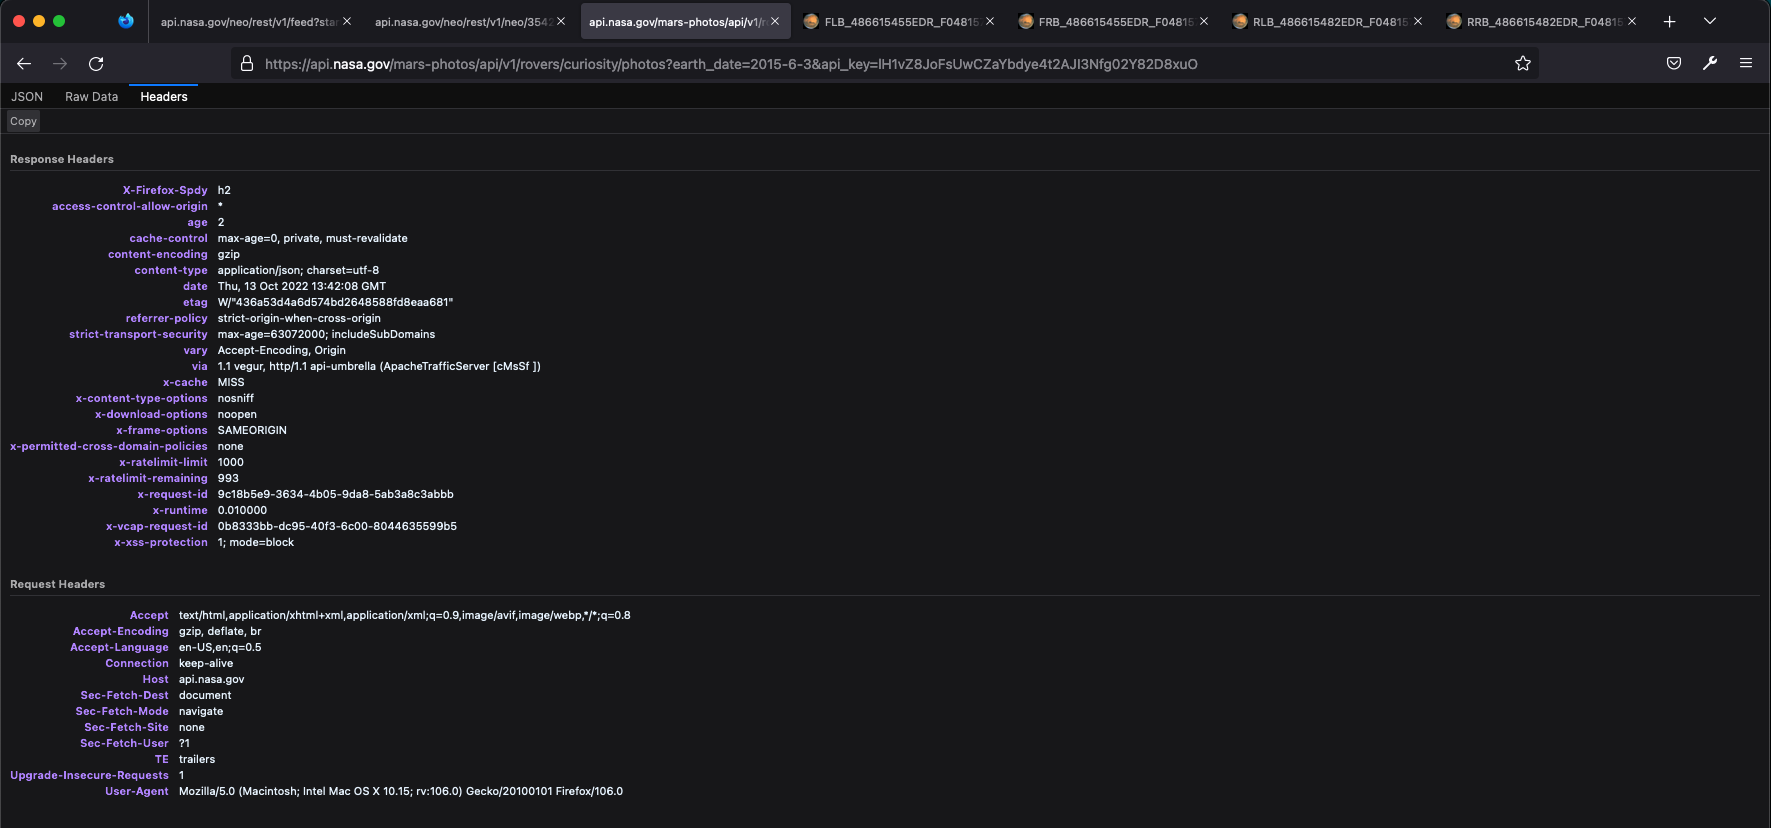 api.nasa.gov/neo/rest/v1/feed?star
api.nasa.gov/neo/rest/v1/neo/3542
api.nasa.gov/mars-photos/api/v1/r
FLB_486615455EDR_F04815
FRB_486615455EDR_F04815
RLB_486615482EDR_F04815
RRB_486615482EDR_F04815
https://api.nasa.gov/mars-photos/api/v1/rovers/curiosity/photos?earth_date=2015-6-3&api_key=IH1vZ8JoFsUwCZaYbdye4t2AJI3Nfg02Y82D8xuO
JSON Raw Data Headers
Copy
Response Headers
X-Firefox-Spdy h2
access-control-allow-origin *
age 2
cache-control max-age=0, private, must-revalidate
content-encoding gzip
content-type application/json; charset=utf-8
date Thu, 13 Oct 2022 13:42:08 GMT
etag W/"436a53d4a6d574bd2648588fd8eaa681"
referrer-policy strict-origin-when-cross-origin
strict-transport-security max-age=63072000; includeSubDomains
vary Accept-Encoding, Origin
via 1.1 vegur, http/1.1 api-umbrella (ApacheTrafficServer [cMsSf ])
x-cache MISS
x-content-type-options nosniff
x-download-options noopen
x-frame-options SAMEORIGIN
x-permitted-cross-domain-policies none
x-ratelimit-limit 1000
x-ratelimit-remaining 993
x-request-id 9c18b5e9-3634-4b05-9da8-5ab3a8c3abbb
x-runtime 0.010000
x-vcap-request-id 0b8333bb-dc95-40f3-6c00-8044635599b5
x-xss-protection 1; mode=block
Request Headers
Accept text/html,application/xhtml+xml,application/xml;q=0.9,image/avif,image/webp,*/*;q=0.8
Accept-Encoding gzip, deflate, br
Accept-Language en-US,en;q=0.5
Connection keep-alive
Host api.nasa.gov
Sec-Fetch-Dest document
Sec-Fetch-Mode navigate
Sec-Fetch-Site none
Sec-Fetch-User ?1
TE trailers
Upgrade-Insecure-Requests 1
User-Agent Mozilla/5.0 (Macintosh; Intel Mac OS X 10.15; rv:106.0) Gecko/20100101 Firefox/106.0